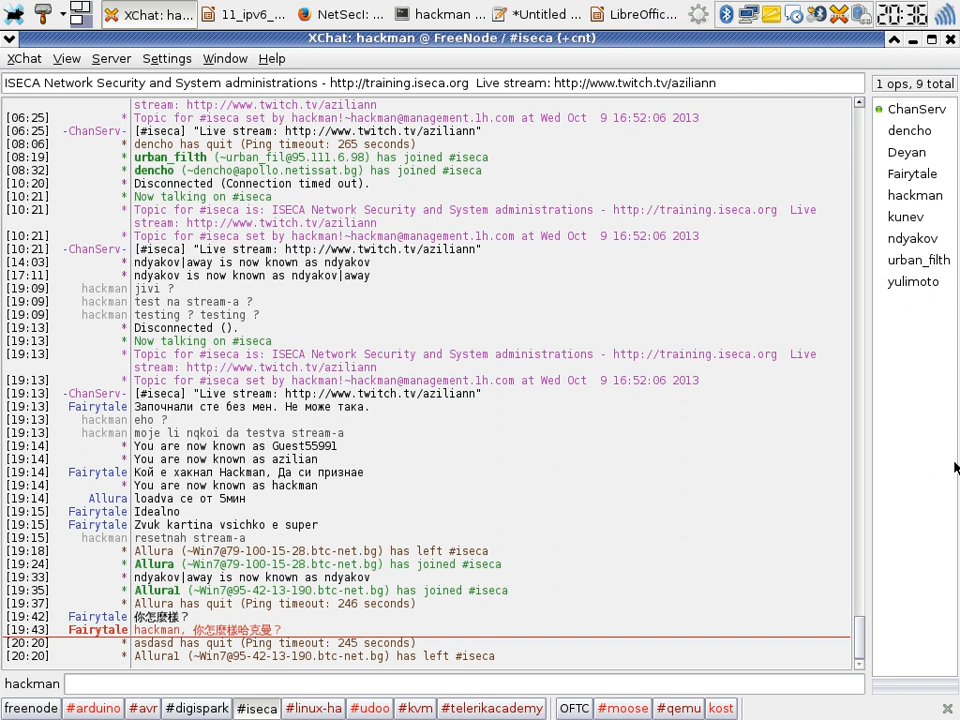 XChat: ha... 11_ipv6_... NetSecI: ... hackman ... *Untitled ... LibreOffic... 20:36
XChat: hackman @ FreeNode / #iseca (+cnt)
XChat View Server Settings Window Help
ISECA Network Security and System administrations - http://training.iseca.org  Live stream: http://www.twitch.tv/aziliann
1 ops, 9 total
stream: http://www.twitch.tv/aziliann
[06:25] * Topic for #iseca set by hackman!~hackman@management.1h.com at Wed Oct  9 16:52:06 2013
[06:25] -ChanServ- [#iseca] "Live stream: http://www.twitch.tv/aziliann"
[08:06] * dencho has quit (Ping timeout: 265 seconds)
[08:19] * urban_filth (~urban_fil@95.111.6.98) has joined #iseca
[08:32] * dencho (~dencho@apollo.netissat.bg) has joined #iseca
[10:20] * Disconnected (Connection timed out).
[10:21] * Now talking on #iseca
[10:21] * Topic for #iseca is: ISECA Network Security and System administrations - http://training.iseca.org  Live
stream: http://www.twitch.tv/aziliann
[10:21] * Topic for #iseca set by hackman!~hackman@management.1h.com at Wed Oct  9 16:52:06 2013
[10:21] -ChanServ- [#iseca] "Live stream: http://www.twitch.tv/aziliann"
[14:03] * ndyakov|away is now known as ndyakov
[17:11] * ndyakov is now known as ndyakov|away
[19:09] hackman jivi ?
[19:09] hackman test na stream-a ?
[19:09] hackman testing ? testing ?
[19:13] * Disconnected ().
[19:13] * Now talking on #iseca
[19:13] * Topic for #iseca is: ISECA Network Security and System administrations - http://training.iseca.org  Live
stream: http://www.twitch.tv/aziliann
[19:13] * Topic for #iseca set by hackman!~hackman@management.1h.com at Wed Oct  9 16:52:06 2013
[19:13] -ChanServ- [#iseca] "Live stream: http://www.twitch.tv/aziliann"
[19:13] Fairytale Започнали сте без мен. Не може така.
[19:13] hackman eho ?
[19:13] hackman moje li nqkoi da testva stream-a
[19:14] * You are now known as Guest55991
[19:14] * You are now known as azilian
[19:14] Fairytale Кой е хакнал Hackman, Да си признае
[19:14] * You are now known as hackman
[19:14] Allura loadva се от 5мин
[19:15] Fairytale Idealno
[19:15] Fairytale Zvuk kartina vsichko e super
[19:15] hackman resetnah stream-a
[19:18] * Allura (~Win7@79-100-15-28.btc-net.bg) has left #iseca
[19:24] * Allura (~Win7@79-100-15-28.btc-net.bg) has joined #iseca
[19:33] * ndyakov|away is now known as ndyakov
[19:35] * Allura1 (~Win7@95-42-13-190.btc-net.bg) has joined #iseca
[19:37] * Allura has quit (Ping timeout: 246 seconds)
[19:42] Fairytale 你怎麼樣？
[19:43] Fairytale hackman, 你怎麼樣哈克曼？
[20:20] * asdasd has quit (Ping timeout: 245 seconds)
[20:20] * Allura1 (~Win7@95-42-13-190.btc-net.bg) has left #iseca
ChanServ
dencho
Deyan
Fairytale
hackman
kunev
ndyakov
urban_filth
yulimoto
hackman
freenode #arduino #avr #digispark #iseca #linux-ha #udoo #kvm #telerikacademy OFTC #moose #qemu kost